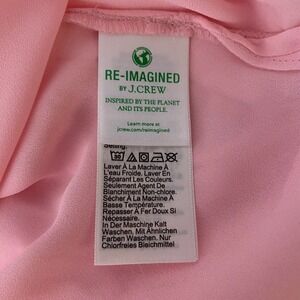 RE-IMAGINED
BY J.CREW
INSPIRED BY THE PLANET
AND ITS PEOPLE.
Learn more at
jcrew.com/reimagined
Setting.
30
Laver À La Machine À
L'eau Froide. Laver En
Séparant Les Couleurs.
Seulement Agent De
Blanchiment Non-chlore.
Sécher À La Machine À
Basse Température.
Repasser À Fer Doux Si
Nécessaire.
In Der Maschine Kalt
Waschen. Mit Ähnlichen
Farben Waschen. Nur
Chlorfreies Bleichmittel